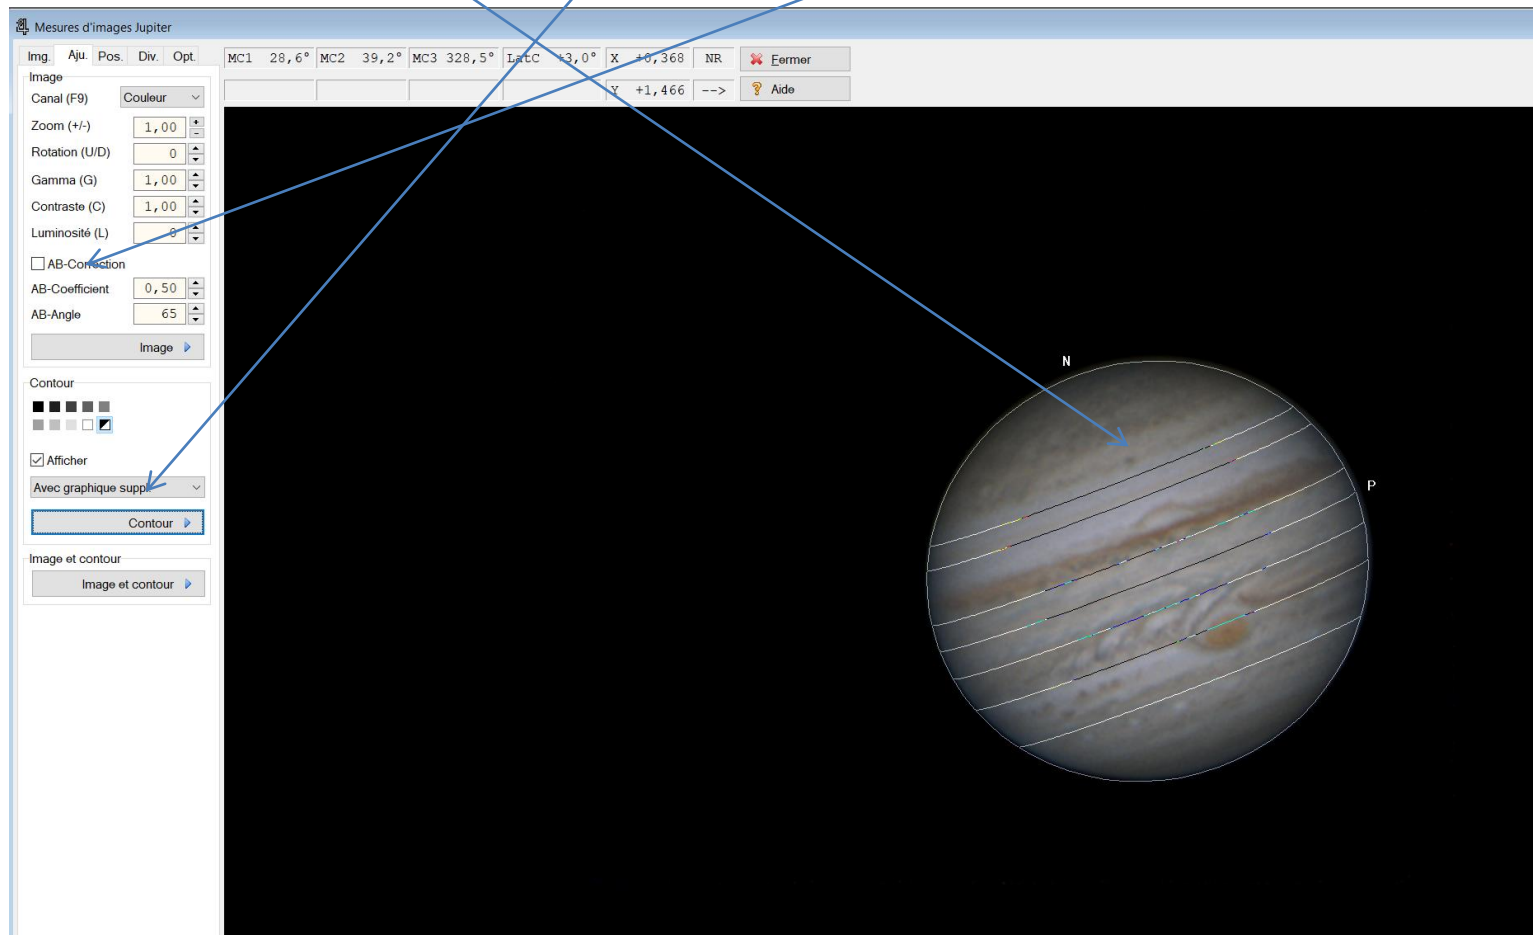 Mesures d'images Jupiter
Img. Aju. Pos. Div. Opt.
MC1 28,6° MC2 39,2° MC3 328,5° LatC +3,0° X +0,368 NR Fermer
Y +1,466 --> Aide
Image
Canal (F9) Couleur
Zoom (+/-) 1,00
Rotation (U/D) 0
Gamma (G) 1,00
Contraste (C) 1,00
Luminosité (L) 0
AB-Correction
AB-Coefficient 0,50
AB-Angle 65
Image
Contour
Afficher
Avec graphique suppl.
Contour
Image et contour
Image et contour
N
P